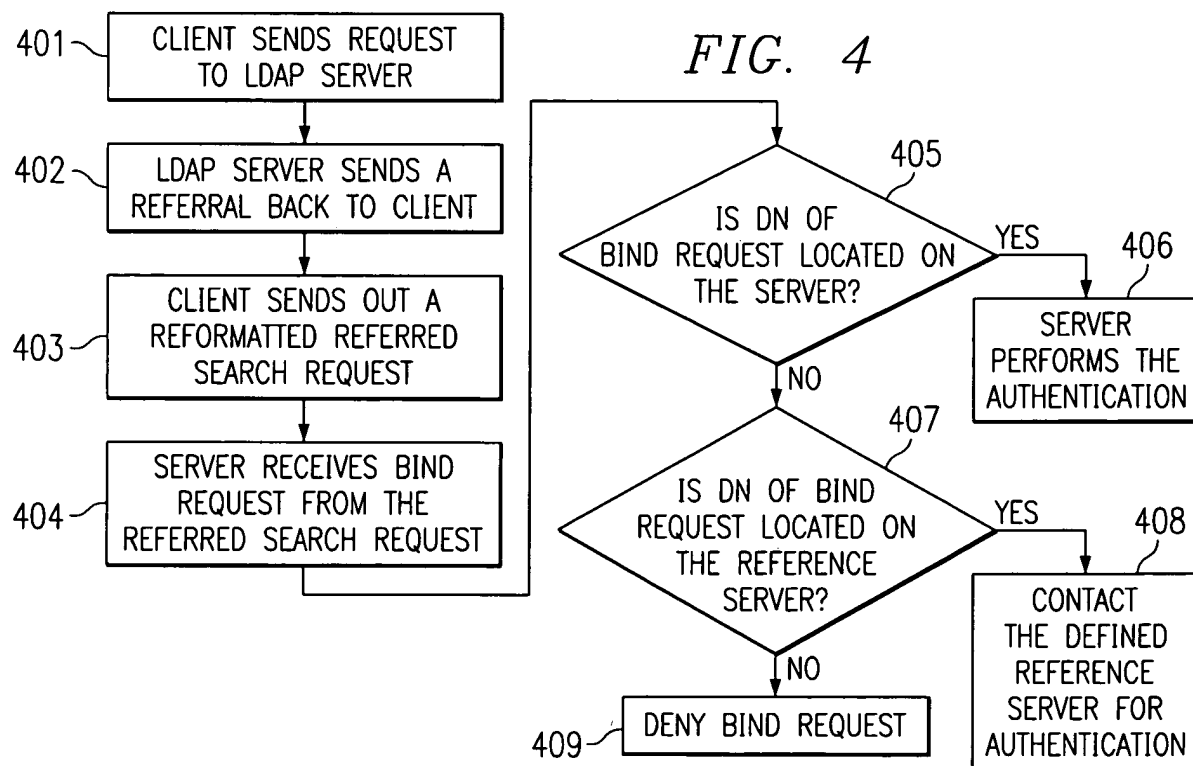 FIG. 4
401
CLIENT SENDS REQUEST
TO LDAP SERVER
402
LDAP SERVER SENDS A
REFERRAL BACK TO CLIENT
403
CLIENT SENDS OUT A
REFORMATTED REFERRED
SEARCH REQUEST
404
SERVER RECEIVES BIND
REQUEST FROM THE
REFERRED SEARCH REQUEST
405
IS DN OF
BIND REQUEST LOCATED ON
THE SERVER?
YES
406
SERVER
PERFORMS THE
AUTHENTICATION
NO
407
IS DN OF BIND
REQUEST LOCATED ON
THE REFERENCE
SERVER?
YES
408
CONTACT
THE DEFINED
REFERENCE
SERVER FOR
AUTHENTICATION
NO
409
DENY BIND REQUEST